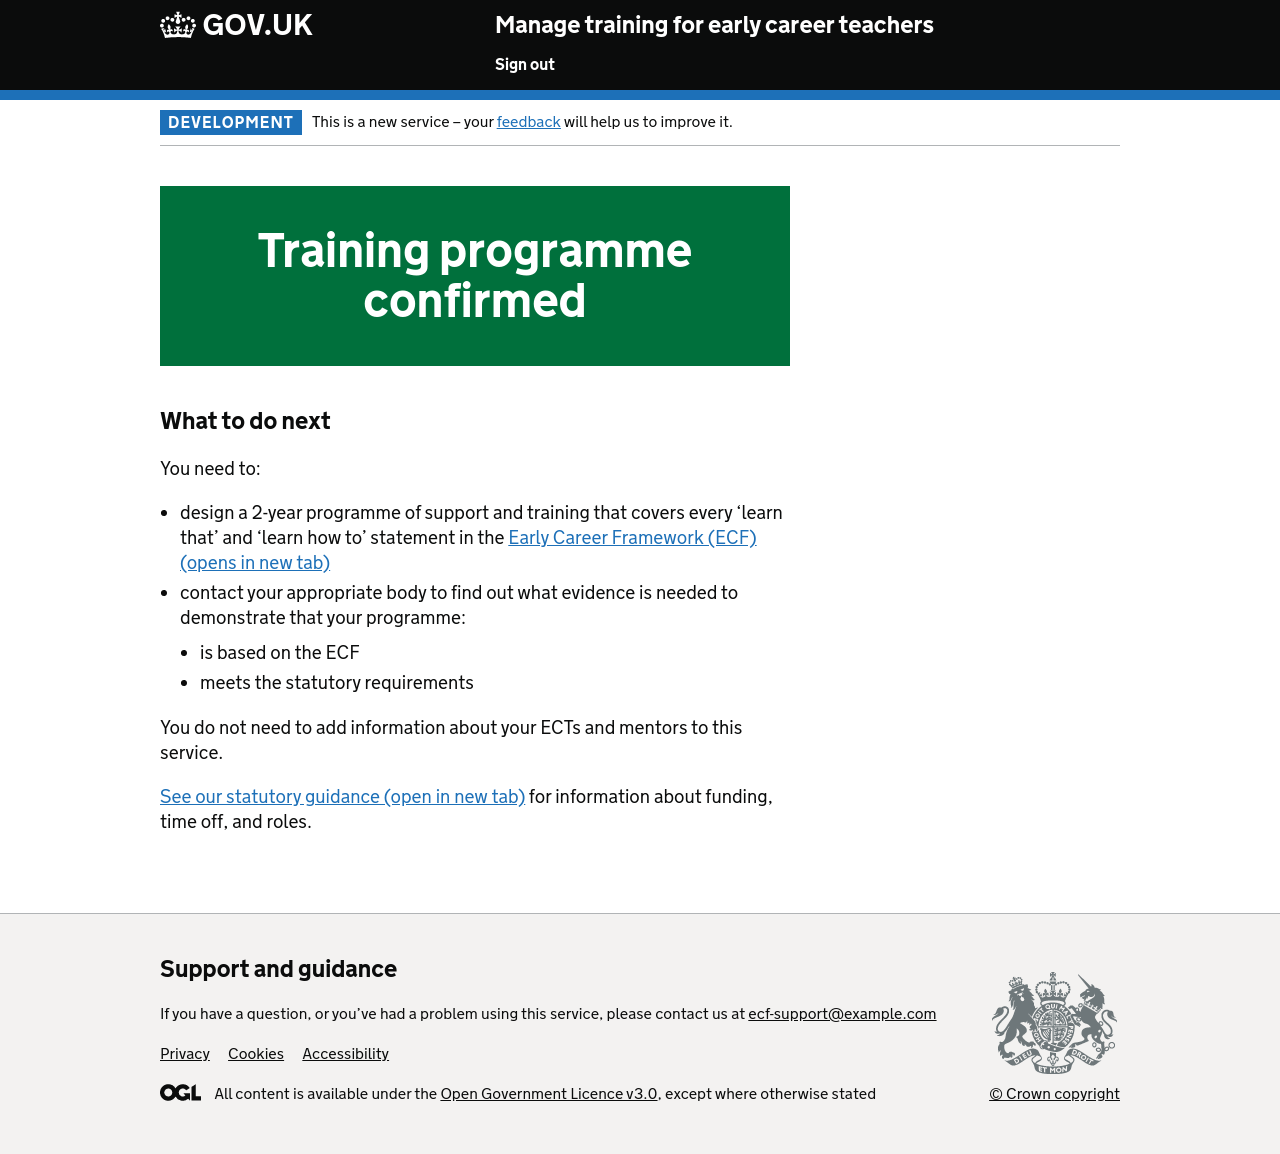 GOV.UK
Manage training for early career teachers
Sign out
DEVELOPMENT This is a new service – your feedback will help us to improve it.
Training programme
confirmed
What to do next
You need to:
• design a 2-year programme of support and training that covers every ‘learn
that’ and ‘learn how to’ statement in the Early Career Framework (ECF)
(opens in new tab)
• contact your appropriate body to find out what evidence is needed to
demonstrate that your programme:
• is based on the ECF
• meets the statutory requirements
You do not need to add information about your ECTs and mentors to this
service.
See our statutory guidance (open in new tab) for information about funding,
time off, and roles.
Support and guidance
If you have a question, or you’ve had a problem using this service, please contact us at ecf-support@example.com
Privacy Cookies Accessibility
OGL All content is available under the Open Government Licence v3.0, except where otherwise stated
DIEU ET MON DROIT
© Crown copyright